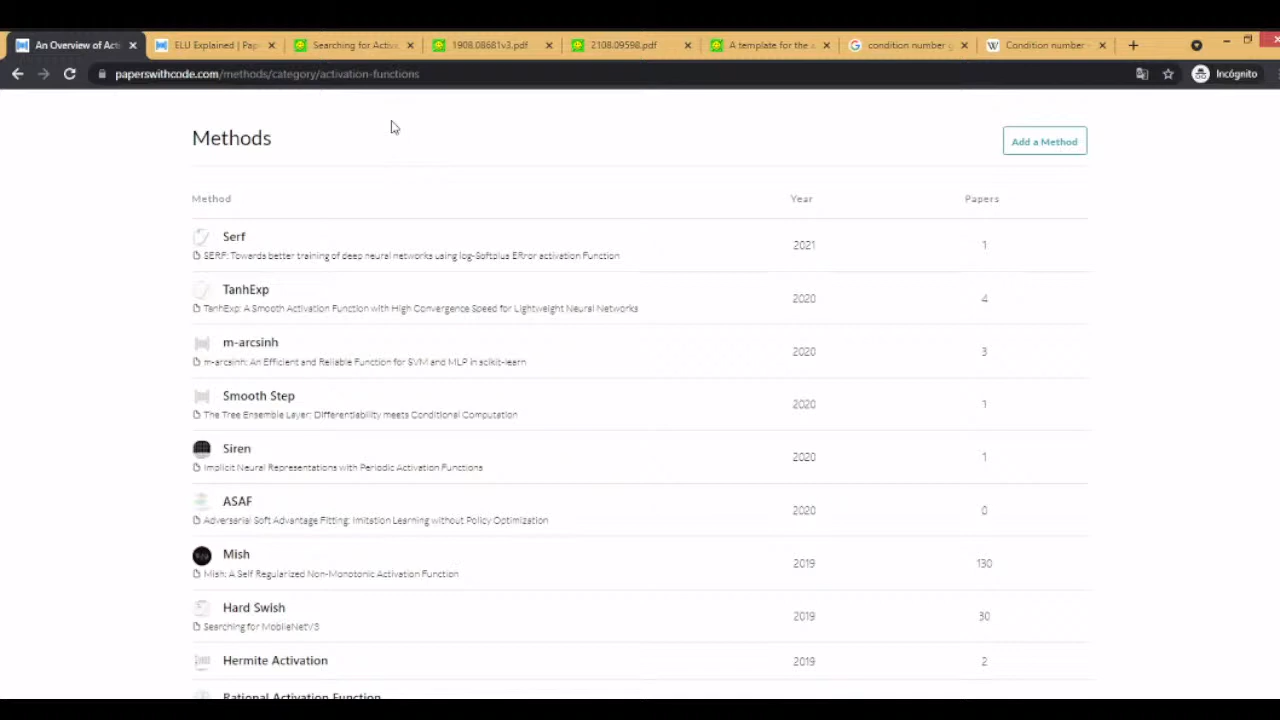 An Overview of Act
ELU Explained | Pap
Searching for Activa
1908.08681v3.pdf
2108.09598.pdf
A template for the a
condition number g
Condition number
paperswithcode.com/methods/category/activation-functions
Incógnito
Methods
Add a Method
Method Year Papers
Serf
SERF: Towards better training of deep neural networks using log-Softplus ERror activation Function
2021 1
TanhExp
TanhExp: A Smooth Activation Function with High Convergence Speed for Lightweight Neural Networks
2020 4
m-arcsinh
m-arcsinh: An Efficient and Reliable Function for SVM and MLP in scikit-learn
2020 3
Smooth Step
The Tree Ensemble Layer: Differentiability meets Conditional Computation
2020 1
Siren
Implicit Neural Representations with Periodic Activation Functions
2020 1
ASAF
Adversarial Soft Advantage Fitting: Imitation Learning without Policy Optimization
2020 0
Mish
Mish: A Self Regularized Non-Monotonic Activation Function
2019 130
Hard Swish
Searching for MobileNetV3
2019 30
Hermite Activation
2019 2
Rational Activation Function